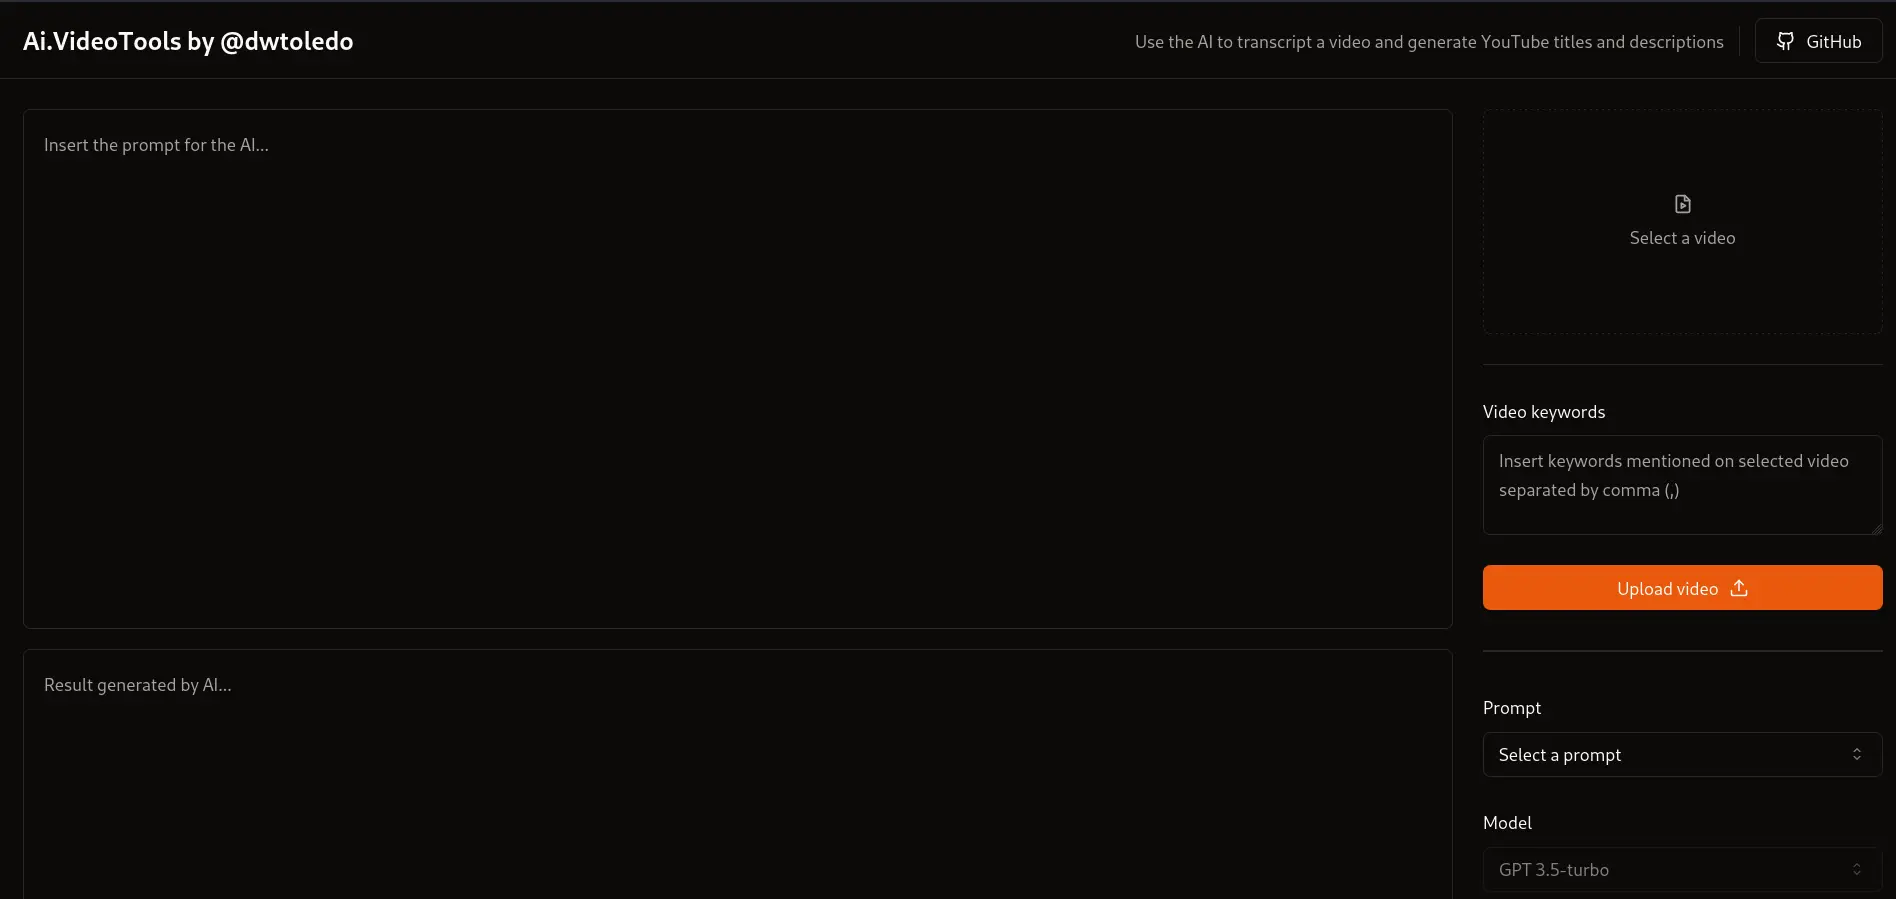 Ai.VideoTools by @dwtoledo
Use the AI to transcript a video and generate YouTube titles and descriptions
GitHub
Insert the prompt for the AI...
Result generated by AI...
Select a video
Video keywords
Insert keywords mentioned on selected video
separated by comma (,)
Upload video
Prompt
Select a prompt
Model
GPT 3.5-turbo